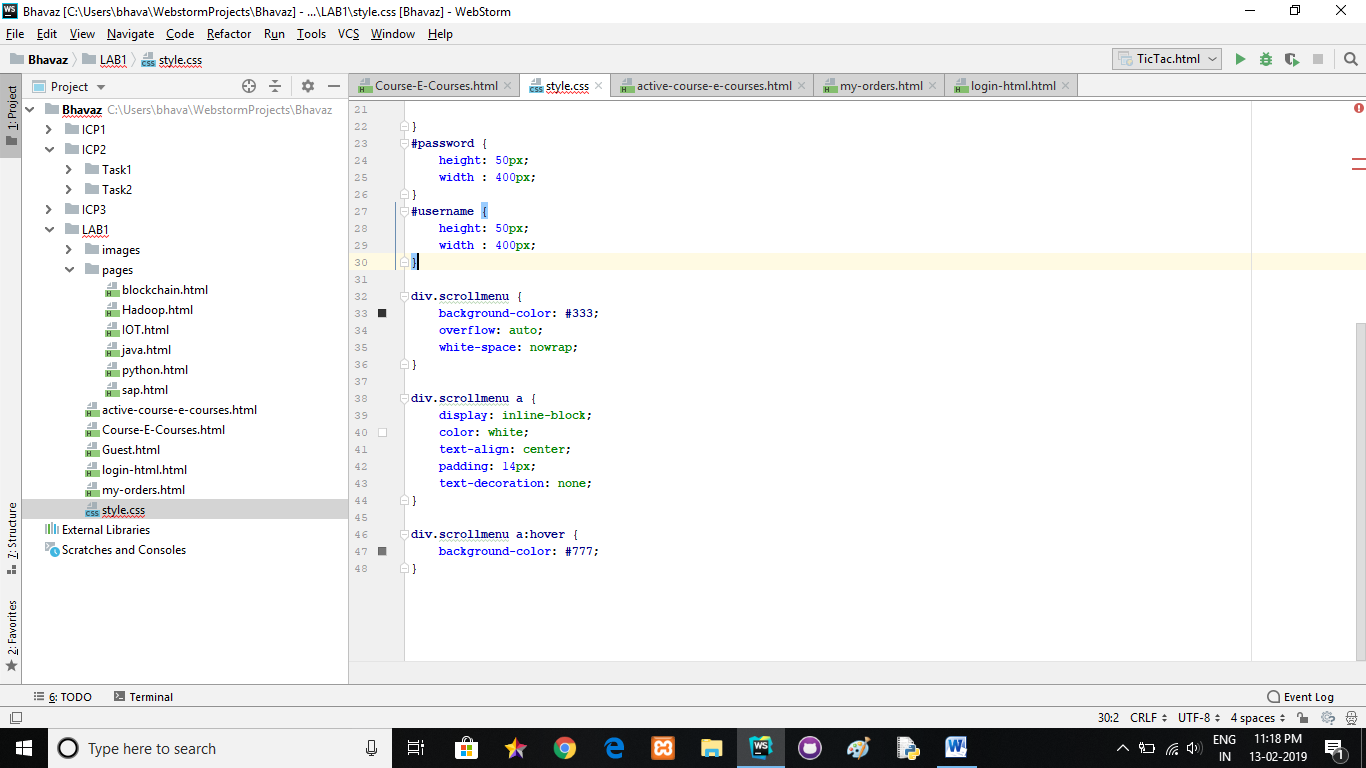 Bhavaz [C:\Users\bhava\WebstormProjects\Bhavaz] - ...\LAB1\style.css [Bhavaz] - WebStorm
File Edit View Navigate Code Refactor Run Tools VCS Window Help
Bhavaz LAB1 style.css TicTac.html
Project
Course-E-Courses.html style.css active-course-e-courses.html my-orders.html login-html.html
1: Project
7: Structure
2: Favorites
Bhavaz C:\Users\bhava\WebstormProjects\Bhavaz
ICP1
ICP2
Task1
Task2
ICP3
LAB1
images
pages
blockchain.html
Hadoop.html
IOT.html
java.html
python.html
sap.html
active-course-e-courses.html
Course-E-Courses.html
Guest.html
login-html.html
my-orders.html
style.css
External Libraries
Scratches and Consoles
21
22 }
23 #password {
24 height: 50px;
25 width : 400px;
26 }
27 #username {
28 height: 50px;
29 width : 400px;
30 }
31
32 div.scrollmenu {
33 background-color: #333;
34 overflow: auto;
35 white-space: nowrap;
36 }
37
38 div.scrollmenu a {
39 display: inline-block;
40 color: white;
41 text-align: center;
42 padding: 14px;
43 text-decoration: none;
44 }
45
46 div.scrollmenu a:hover {
47 background-color: #777;
48 }
6: TODO Terminal Event Log
30:2 CRLF UTF-8 4 spaces
Type here to search
ENG 11:18 PM
IN 13-02-2019 1